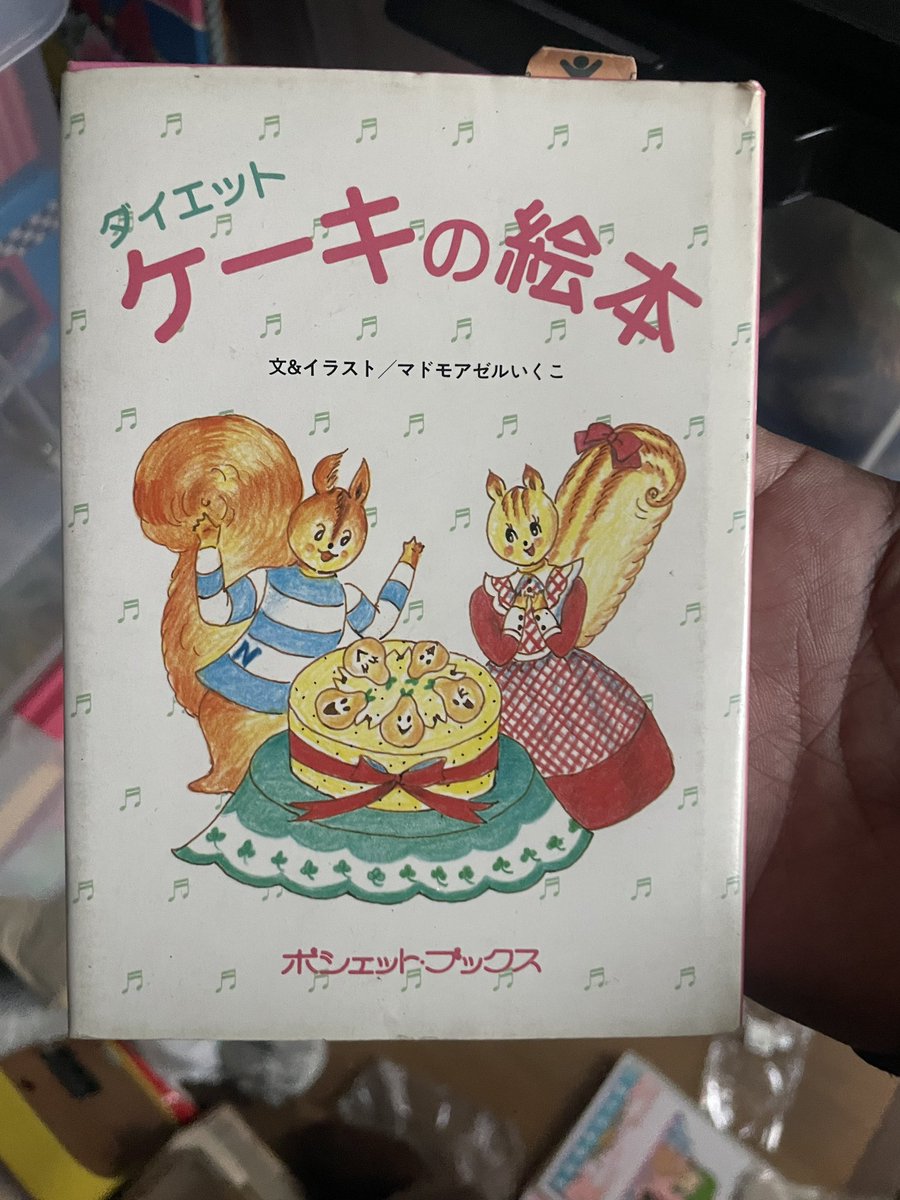 ダイエット
ケーキの絵本
文&イラスト／マドモアゼルいくこ
N
ポシェット・ブックス